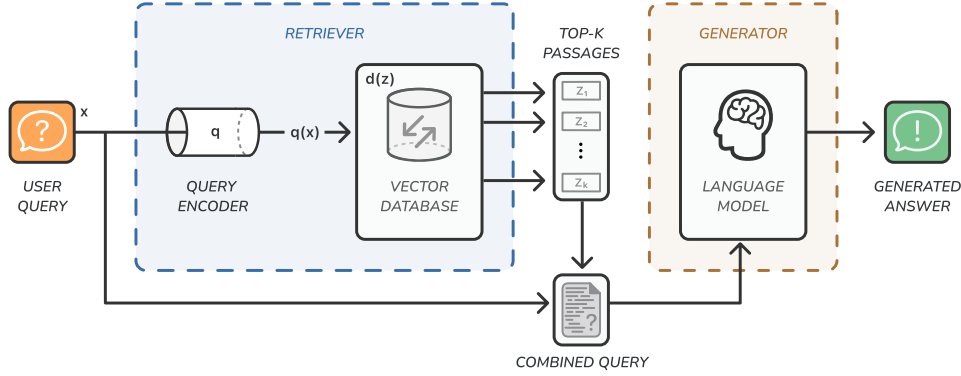 RETRIEVER
TOP-K
PASSAGES
GENERATOR
x
?
q
q(x)
d(z)
z₁
z₂
⋮
zₖ
!
USER
QUERY
QUERY
ENCODER
VECTOR
DATABASE
LANGUAGE
MODEL
GENERATED
ANSWER
?
COMBINED QUERY